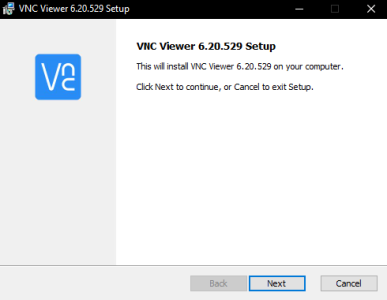 VNC Viewer 6.20.529 Setup
VNC Viewer 6.20.529 Setup
This will install VNC Viewer 6.20.529 on your computer.
Click Next to continue, or Cancel to exit Setup.
Vnc
Back
Next
Cancel